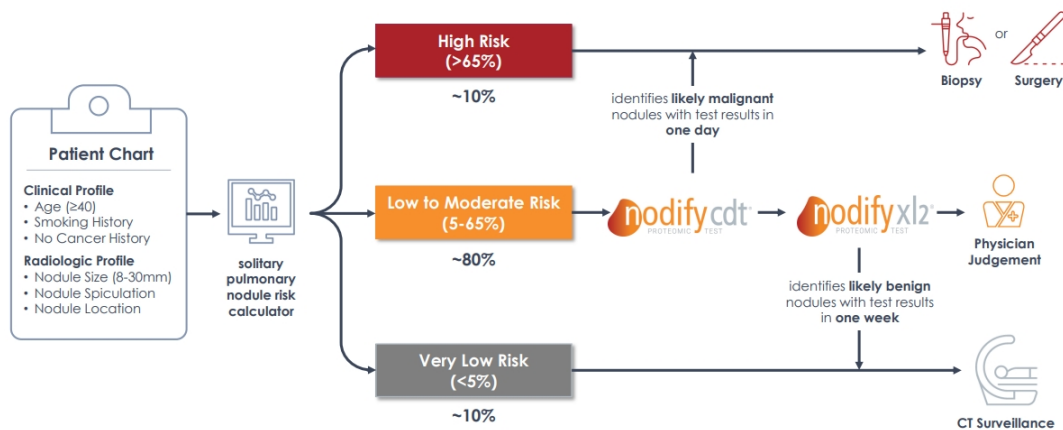 Patient Chart
Clinical Profile
• Age (≥40)
• Smoking History
• No Cancer History
Radiologic Profile
• Nodule Size (8-30mm)
• Nodule Spiculation
• Nodule Location
solitary
pulmonary
nodule risk
calculator
High Risk
(>65%)
~10%
Low to Moderate Risk
(5-65%)
~80%
Very Low Risk
(<5%)
~10%
identifies likely malignant
nodules with test results in
one day
nodify cdt®
PROTEOMIC TEST
nodify xl2®
PROTEOMIC TEST
identifies likely benign
nodules with test results
in one week
or
Biopsy
Surgery
Physician
Judgement
CT Surveillance